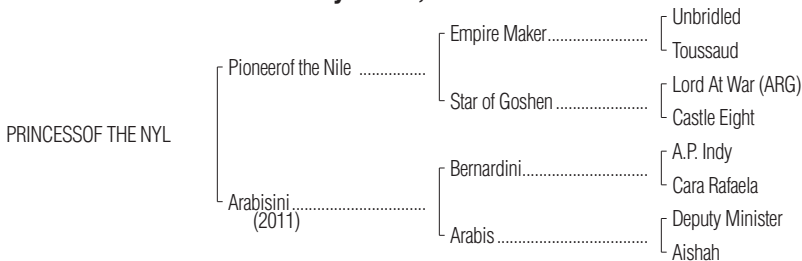 Unbridled
Empire Maker
Toussaud
Pioneerof the Nile
Lord At War (ARG)
Star of Goshen
Castle Eight
PRINCESSOF THE NYL
A.P. Indy
Bernardini
Cara Rafaela
Arabisini
(2011)
Deputy Minister
Arabis
Aishah